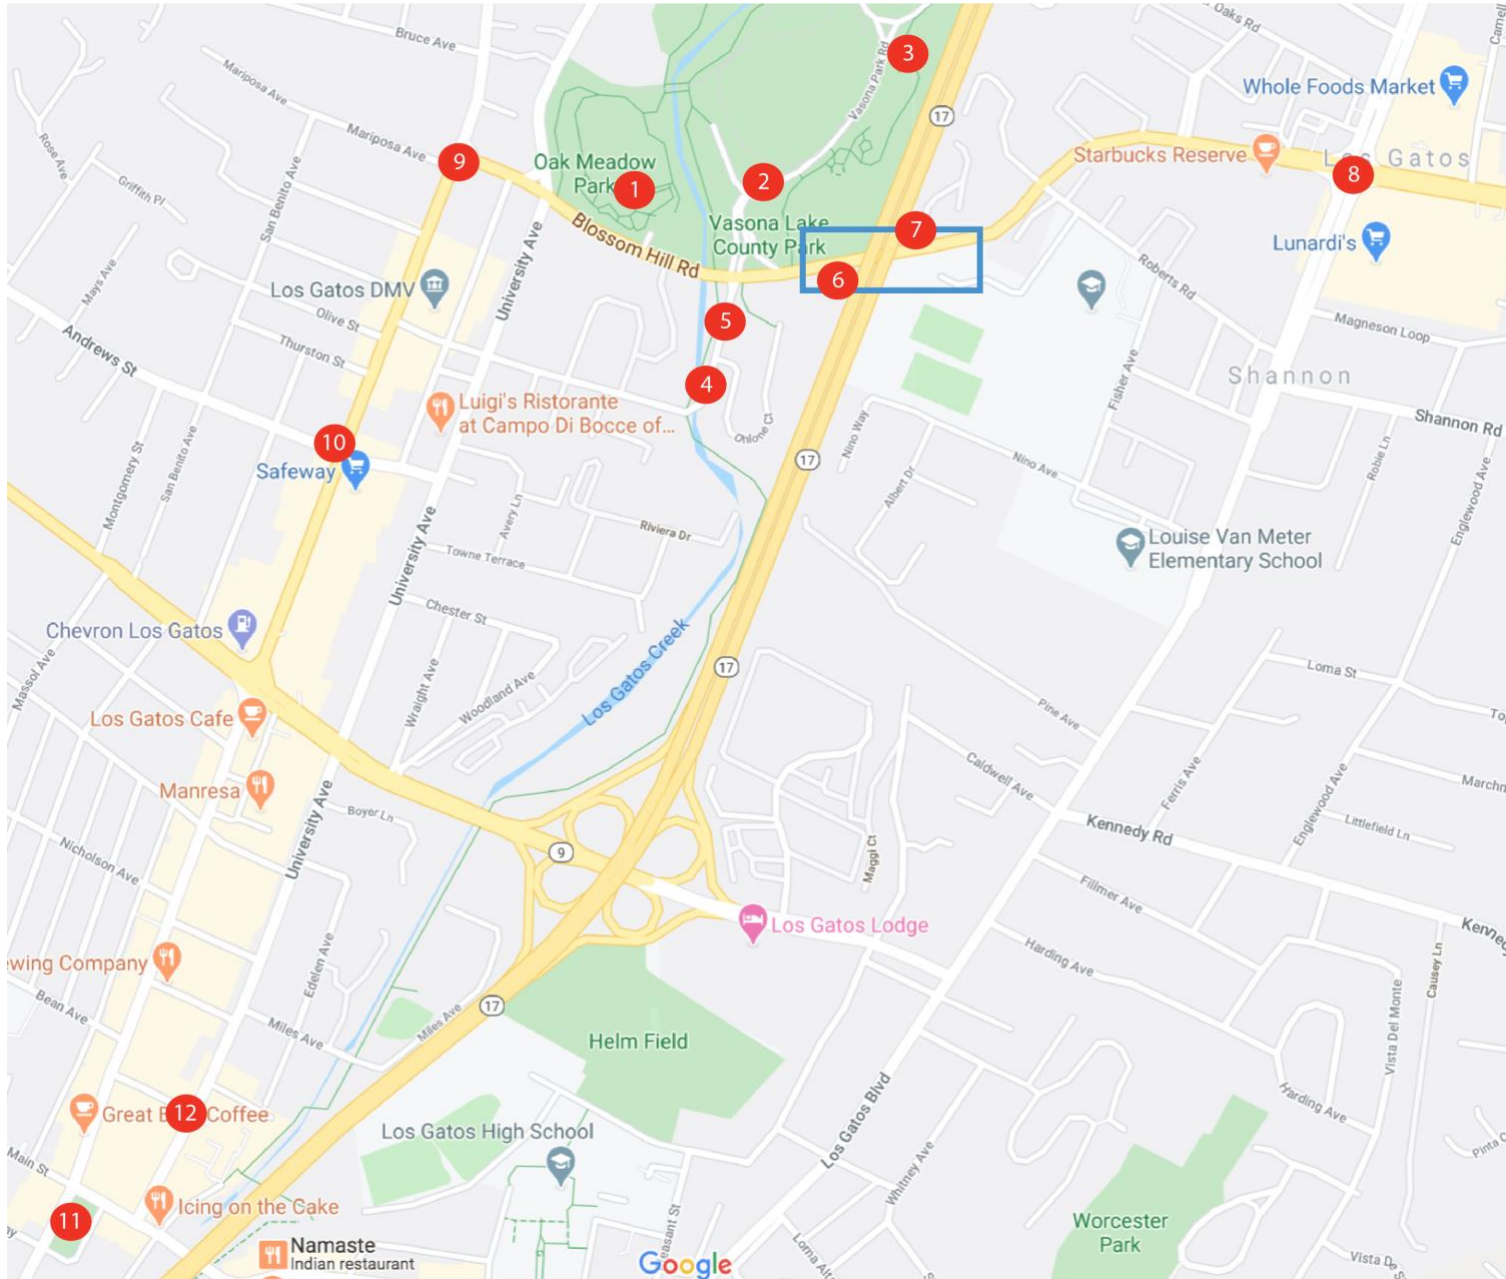 Bruce Ave
Oaks Rd
3
Mariposa Ave
Vasona Park Rd
Whole Foods Market
17
Rose Ave
Mariposa Ave
9
Oak Meadow
Park
1
2
Starbucks Reserve
Los Gatos
8
Griffith Pl
San Benito Ave
Vasona Lake
County Park
7
Blossom Hill Rd
University Ave
Lunardi's
Mays Ave
Los Gatos DMV
6
Roberts Rd
Olive St
5
Magneson Loop
Andrews St
Thurston St
4
Fisher Ave
Shannon
Luigi's Ristorante
at Campo Di Bocce of...
Ohlone Ct
Nino Way
Shannon Rd
10
Safeway
17
Nino Ave
Albert Dr
Robie Ln
Montgomery St
San Benito Ave
Avery Ln
Riviera Dr
Englewood Ave
University Ave
Towne Terrace
Louise Van Meter
Elementary School
Chester St
Chevron Los Gatos
Los Gatos Creek
17
Massol Ave
Wraight Ave
Woodland Ave
Loma St
Los Gatos Cafe
Pine Ave
Caldwell Ave
Ferris Ave
Manresa
Boyer Ln
University Ave
Englewood Ave
Littlefield Ln
Kennedy Rd
Nicholson Ave
9
Maggi Ct
Fillmer Ave
Los Gatos Lodge
ewing Company
Edelen Ave
Harding Ave
Causey Ln
Bean Ave
17
Miles Ave
Miles Ave
Helm Field
Vista Del Monte
Great Coffee
12
Los Gatos High School
Los Gatos Blvd
Harding Ave
Main St
Whitney Ave
11
Icing on the Cake
Worcester
Park
Namaste
Indian restaurant
Google